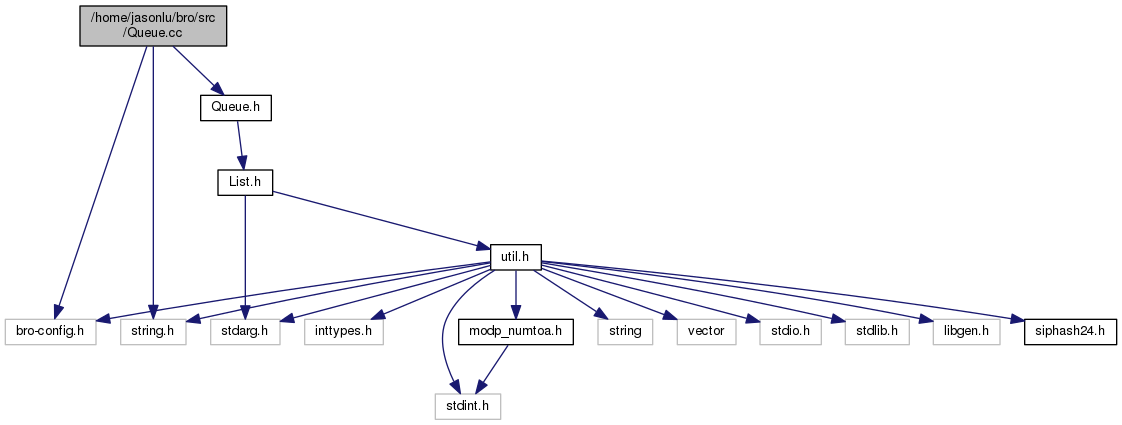 /home/jasonlu/bro/src
/Queue.cc
Queue.h
List.h
util.h
bro-config.h
string.h
stdarg.h
inttypes.h
modp_numtoa.h
string
vector
stdio.h
stdlib.h
libgen.h
siphash24.h
stdint.h